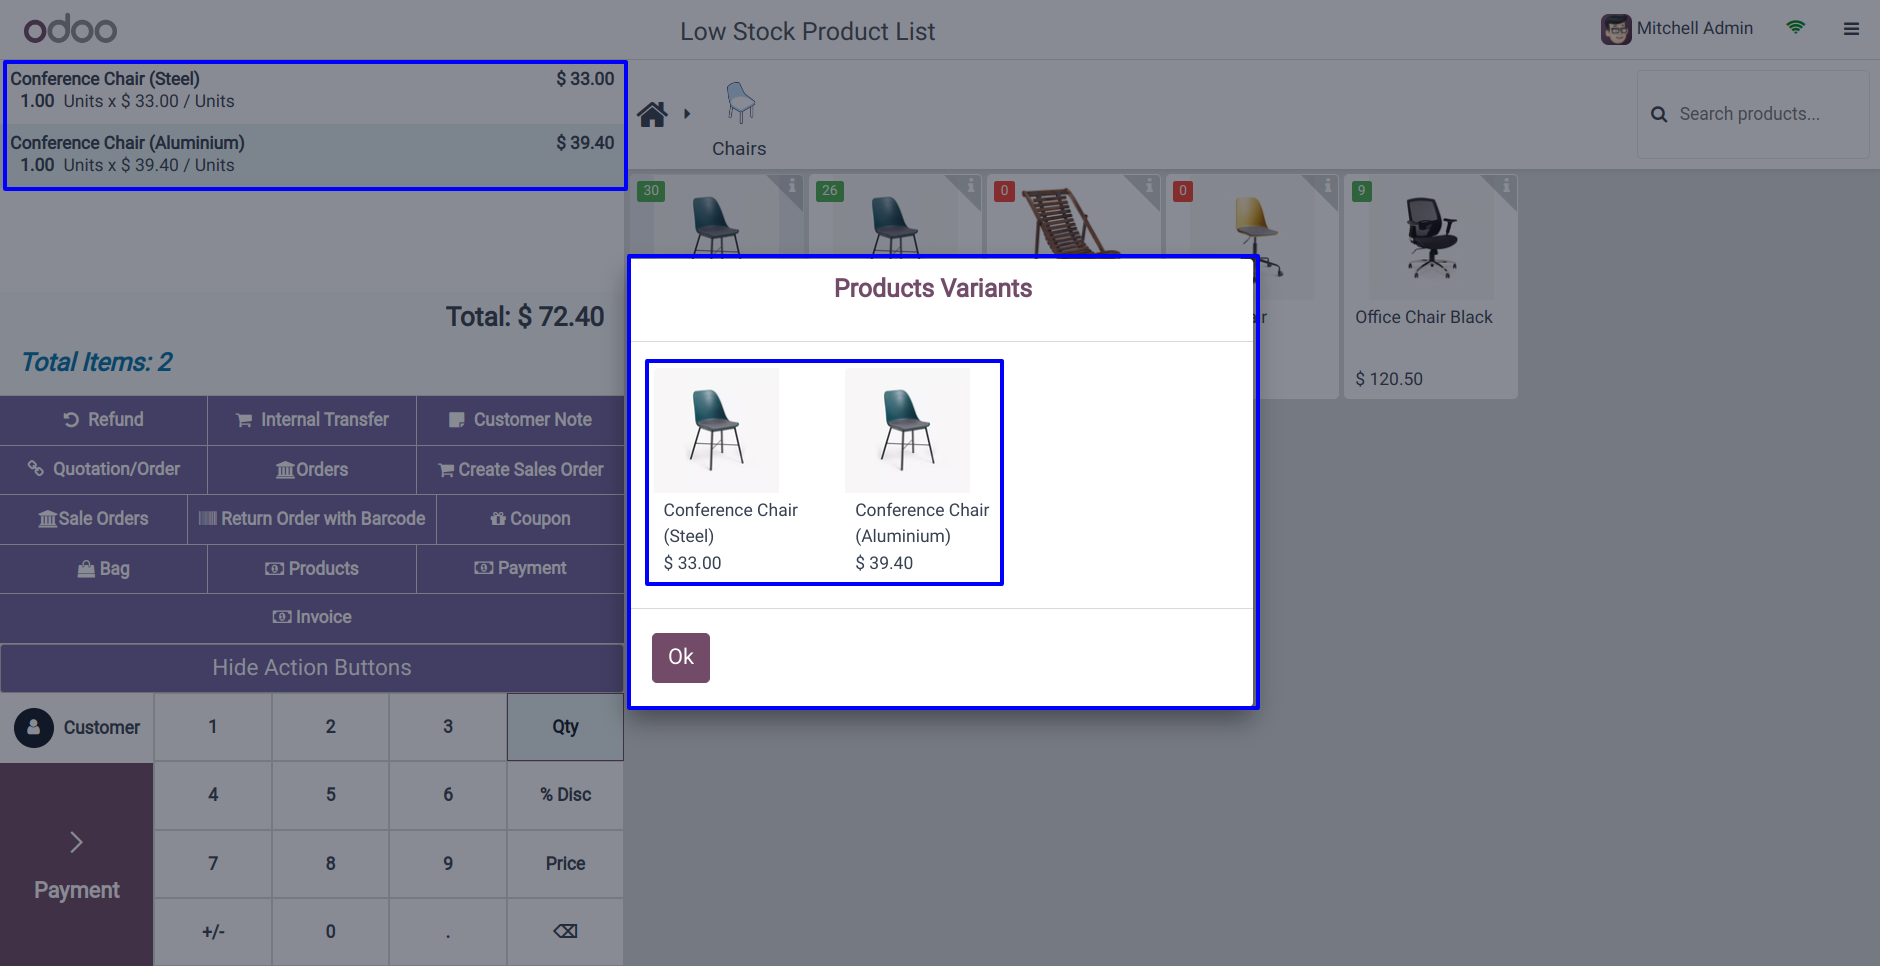 odoo
Low Stock Product List
Mitchell Admin
Conference Chair (Steel) $ 33.00
1.00 Units x $ 33.00 / Units
Conference Chair (Aluminium) $ 39.40
1.00 Units x $ 39.40 / Units
Total: $ 72.40
Total Items: 2
Chairs
Search products...
30
26
0
0
9
Office Chair Black
$ 120.50
Products Variants
Conference Chair (Steel)
$ 33.00
Conference Chair (Aluminium)
$ 39.40
Ok
Refund Internal Transfer Customer Note
Quotation/Order Orders Create Sales Order
Sale Orders Return Order with Barcode Coupon
Bag Products Payment
Invoice
Hide Action Buttons
Customer 1 2 3 Qty
4 5 6 % Disc
7 8 9 Price
Payment
+/- 0 .